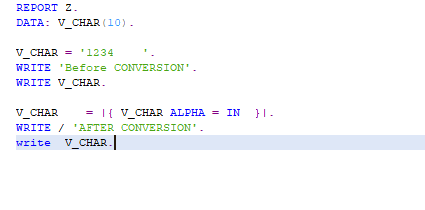 REPORT Z.
DATA: V_CHAR(10).
V_CHAR = '1234    '.
WRITE 'Before CONVERSION'.
WRITE V_CHAR.
V_CHAR    = |{ V_CHAR ALPHA = IN  }|.
WRITE / 'AFTER CONVERSION'.
write  V_CHAR.